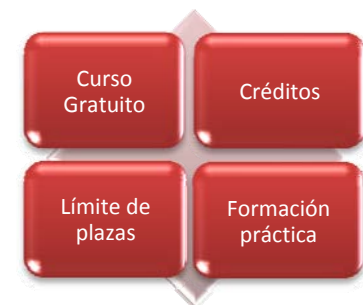 Curso
Gratuito
Créditos
Límite de
plazas
Formación
práctica